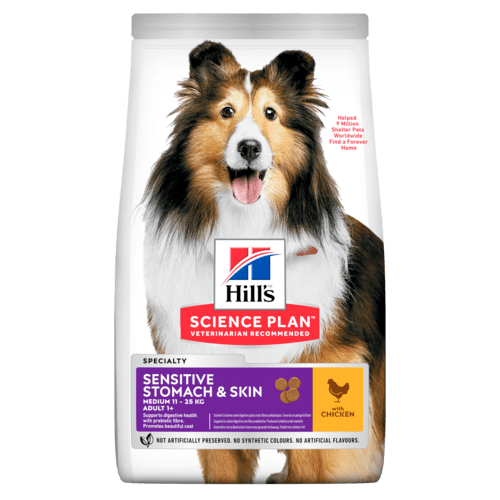 Helped
9 Million
Shelter Pets
Worldwide
Find a Forever
Home
Hill's
SCIENCE PLAN™
VETERINARIAN RECOMMENDED
SPECIALTY
SENSITIVE
STOMACH & SKIN
MEDIUM 11 - 25 KG
ADULT 1+
Supports digestive health
with prebiotic fibre.
Promotes beautiful coat
with
CHICKEN
NOT ARTIFICIALLY PRESERVED. NO SYNTHETIC COLOURS. NO ARTIFICIAL FLAVOURS.